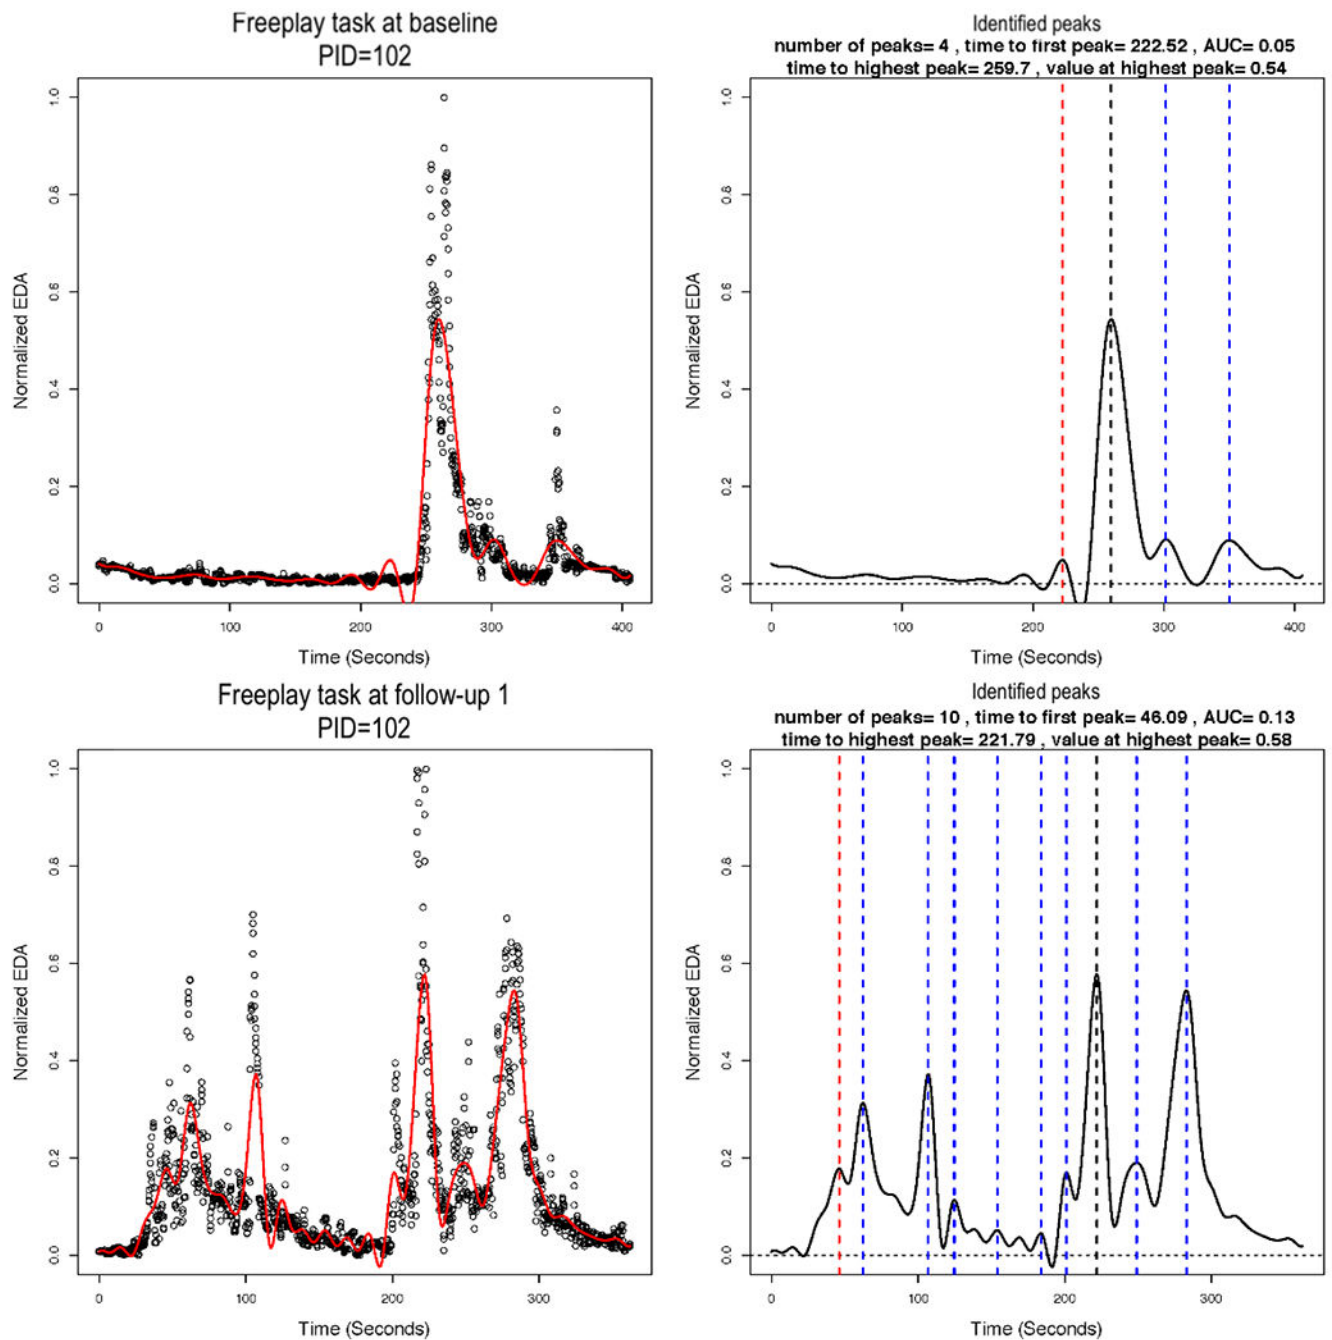 Freeplay task at baseline
PID=102
Normalized EDA
1.0
0.8
0.6
0.4
0.2
0.0
0 100 200 300 400
Time (Seconds)
Identified peaks
number of peaks= 4 , time to first peak= 222.52 , AUC= 0.05
time to highest peak= 259.7 , value at highest peak= 0.54
Normalized EDA
1.0
0.8
0.6
0.4
0.2
0.0
0 100 200 300 400
Time (Seconds)
Freeplay task at follow-up 1
PID=102
Normalized EDA
1.0
0.8
0.6
0.4
0.2
0.0
0 100 200 300
Time (Seconds)
Identified peaks
number of peaks= 10 , time to first peak= 46.09 , AUC= 0.13
time to highest peak= 221.79 , value at highest peak= 0.58
Normalized EDA
1.0
0.8
0.6
0.4
0.2
0.0
0 100 200 300
Time (Seconds)